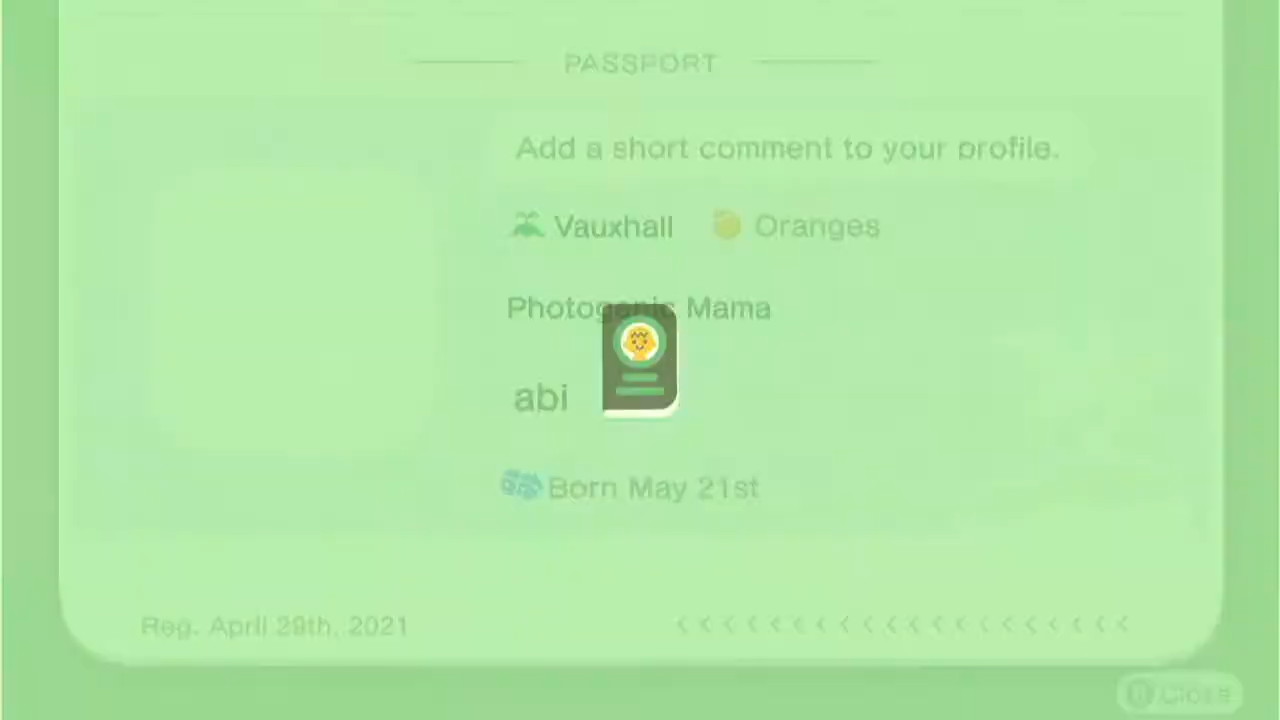 PASSPORT
Add a short comment to your profile.
Vauxhall Oranges
Photogenic Mama
abi
Born May 21st
Reg. April 29th, 2021
< < < < < < < < < < < < < < < < < < < <
Close